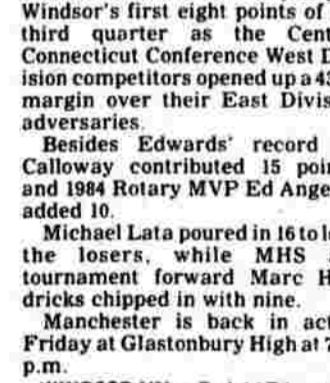 Windsor's first eight points of
third quarter as the Cent
Connecticut Conference West D
ision competitors opened up a 43
margin over their East Divis
adversaries.
Besides Edwards' record
Calloway contributed 15 poin
and 1984 Rotary MVP Ed Ange
added 10.
Michael Lata poured in 16 to le
the losers, while MHS a
tournament forward Marc H
dricks chipped in with nine.
Manchester is back in act
Friday at Glastonbury High at 7
p.m.